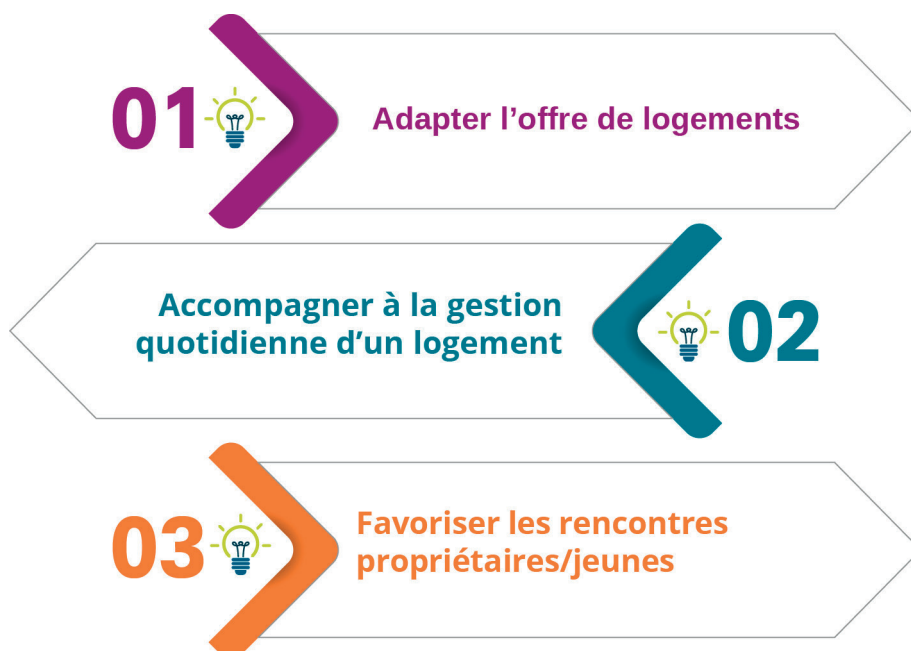 01
Adapter l’offre de logements
Accompagner à la gestion
quotidienne d’un logement
02
03
Favoriser les rencontres
propriétaires/jeunes